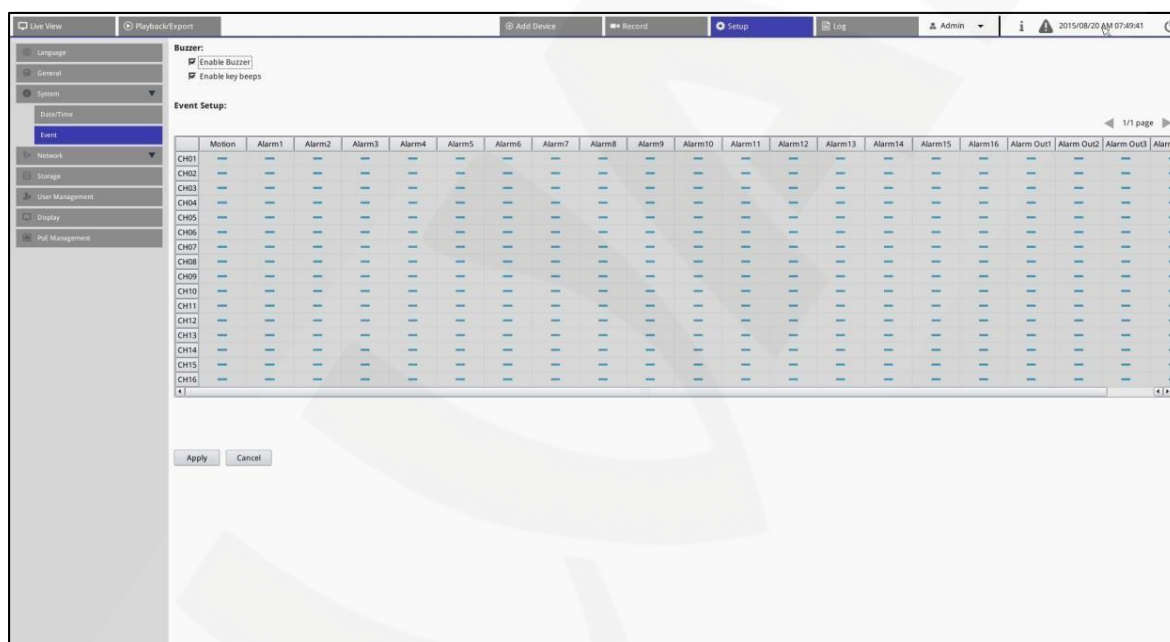 Live View Playback/Export Add Device Record Setup Log Admin i 2015/08/20 AM 07:49:41
Language
General
System
Date/Time
Event
Network
Storage
User Management
Display
PoE Management
Buzzer:
Enable Buzzer
Enable key beeps
Event Setup:
1/1 page
Motion Alarm1 Alarm2 Alarm3 Alarm4 Alarm5 Alarm6 Alarm7 Alarm8 Alarm9 Alarm10 Alarm11 Alarm12 Alarm13 Alarm14 Alarm15 Alarm16 Alarm Out1 Alarm Out2 Alarm Out3 Alarm
CH01
CH02
CH03
CH04
CH05
CH06
CH07
CH08
CH09
CH10
CH11
CH12
CH13
CH14
CH15
CH16
Apply Cancel